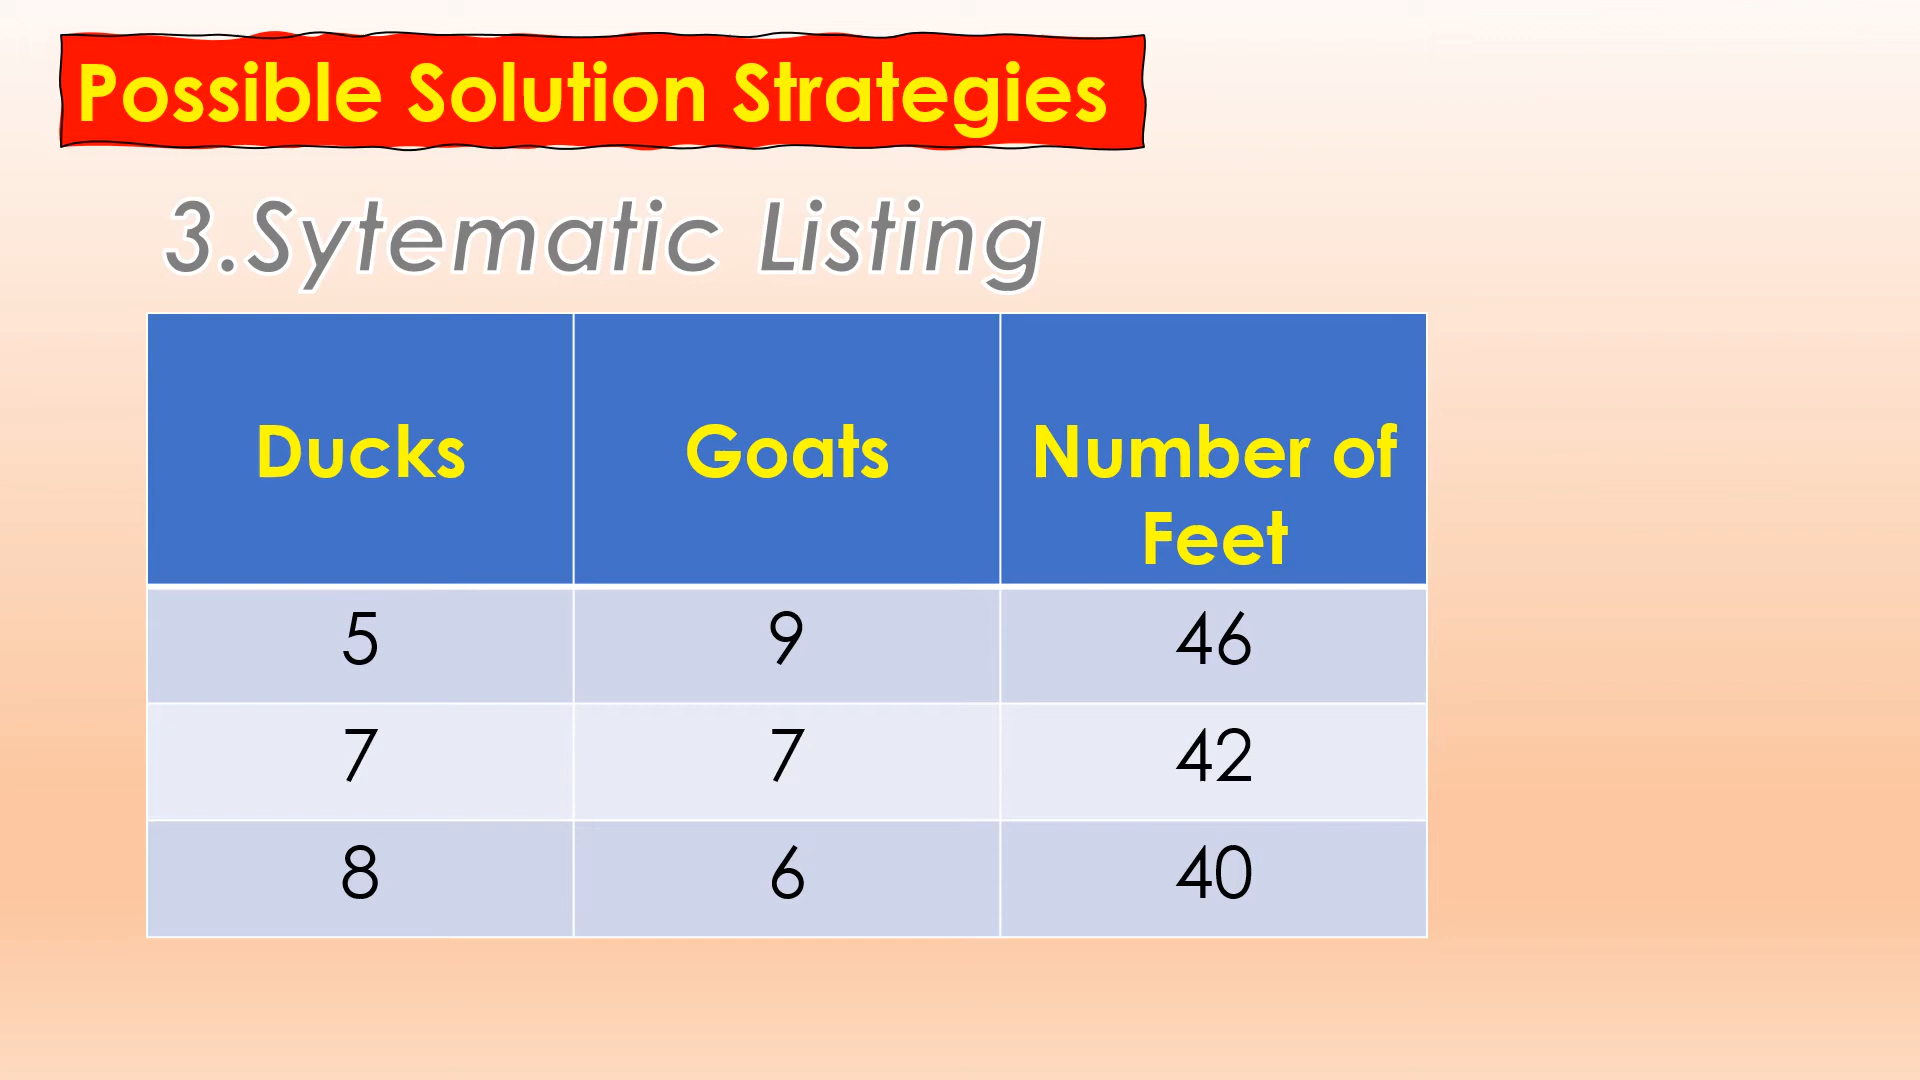 Possible Solution Strategies
3.Sytematic Listing
Ducks Goats Number of
Feet
5 9 46
7 7 42
8 6 40